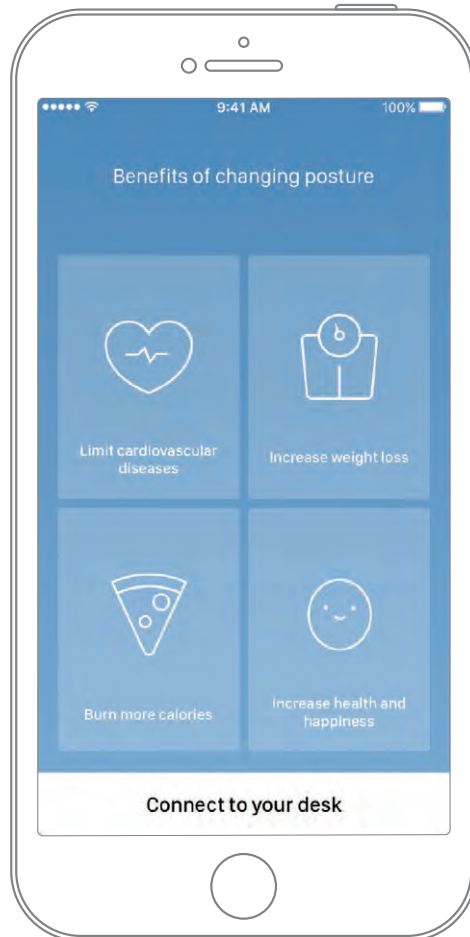 9:41 AM
100%
Benefits of changing posture
Limit cardiovascular
diseases
Increase weight loss
Burn more calories
Increase health and
happiness
Connect to your desk